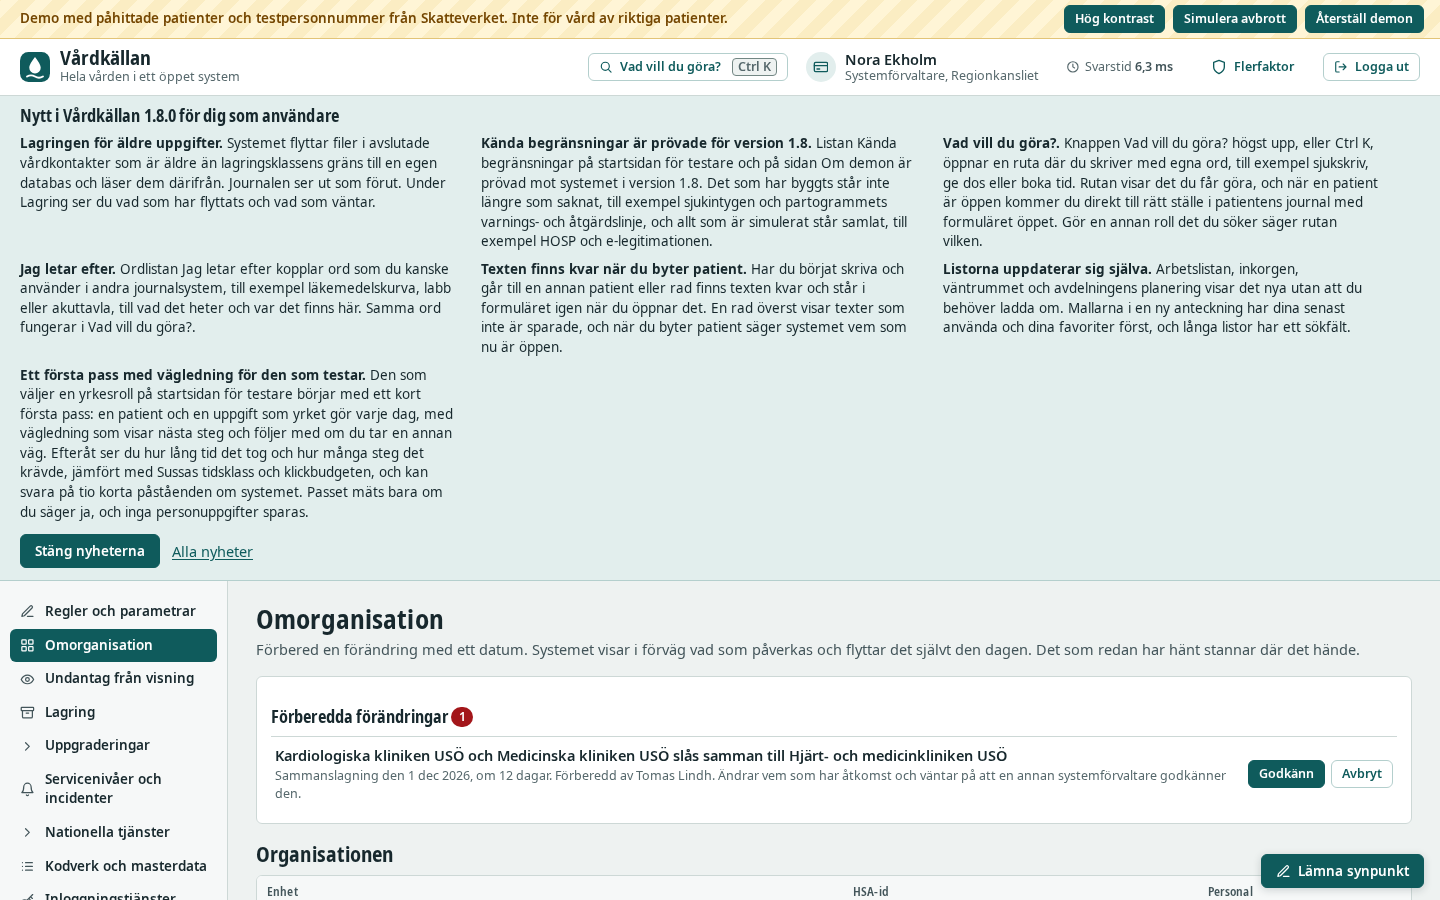 Demo med påhittade patienter och testpersonnummer från Skatteverket. Inte för vård av riktiga patienter.
Hög kontrast
Simulera avbrott
Återställ demon
Vårdkällan
Hela vården i ett öppet system
Vad vill du göra?
Ctrl K
Nora Ekholm
Systemförvaltare, Regionkansliet
Svarstid 6,3 ms
Flerfaktor
Logga ut
Nytt i Vårdkällan 1.8.0 för dig som användare
Lagringen för äldre uppgifter. Systemet flyttar filer i avslutade
vårdkontakter som är äldre än lagringsklassens gräns till en egen
databas och läser dem därifrån. Journalen ser ut som förut. Under
Lagring ser du vad som har flyttats och vad som väntar.
Kända begränsningar är prövade för version 1.8. Listan Kända
begränsningar på startsidan för testare och på sidan Om demon är
prövad mot systemet i version 1.8. Det som har byggts står inte
längre som saknat, till exempel sjukintygen och partogrammets
varnings- och åtgärdslinje, och allt som är simulerat står samlat, till
exempel HOSP och e-legitimationen.
Vad vill du göra?. Knappen Vad vill du göra? högst upp, eller Ctrl K,
öppnar en ruta där du skriver med egna ord, till exempel sjukskriv,
ge dos eller boka tid. Rutan visar det du får göra, och när en patient
är öppen kommer du direkt till rätt ställe i patientens journal med
formuläret öppet. Gör en annan roll det du söker säger rutan
vilken.
Jag letar efter. Ordlistan Jag letar efter kopplar ord som du kanske
använder i andra journalsystem, till exempel läkemedelskurva, labb
eller akuttavla, till vad det heter och var det finns här. Samma ord
fungerar i Vad vill du göra?.
Texten finns kvar när du byter patient. Har du börjat skriva och
går till en annan patient eller rad finns texten kvar och står i
formuläret igen när du öppnar det. En rad överst visar texter som
inte är sparade, och när du byter patient säger systemet vem som
nu är öppen.
Listorna uppdaterar sig själva. Arbetslistan, inkorgen,
väntrummet och avdelningens planering visar det nya utan att du
behöver ladda om. Mallarna i en ny anteckning har dina senast
använda och dina favoriter först, och långa listor har ett sökfält.
Ett första pass med vägledning för den som testar. Den som
väljer en yrkesroll på startsidan för testare börjar med ett kort
första pass: en patient och en uppgift som yrket gör varje dag, med
vägledning som visar nästa steg och följer med om du tar en annan
väg. Efteråt ser du hur lång tid det tog och hur många steg det
krävde, jämfört med Sussas tidsklass och klickbudgeten, och kan
svara på tio korta påståenden om systemet. Passet mäts bara om
du säger ja, och inga personuppgifter sparas.
Stäng nyheterna
Alla nyheter
Regler och parametrar
Omorganisation
Undantag från visning
Lagring
Uppgraderingar
Servicenivåer och
incidenter
Nationella tjänster
Kodverk och masterdata
Inloggningstjänster
Omorganisation
Förbered en förändring med ett datum. Systemet visar i förväg vad som påverkas och flyttar det självt den dagen. Det som redan har hänt stannar där det hände.
Förberedda förändringar 1
Kardiologiska kliniken USÖ och Medicinska kliniken USÖ slås samman till Hjärt- och medicinkliniken USÖ
Sammanslagning den 1 dec 2026, om 12 dagar. Förberedd av Tomas Lindh. Ändrar vem som har åtkomst och väntar på att en annan systemförvaltare godkänner
den.
Godkänn
Avbryt
Organisationen
Enhet
HSA-id
Personal
Lämna synpunkt